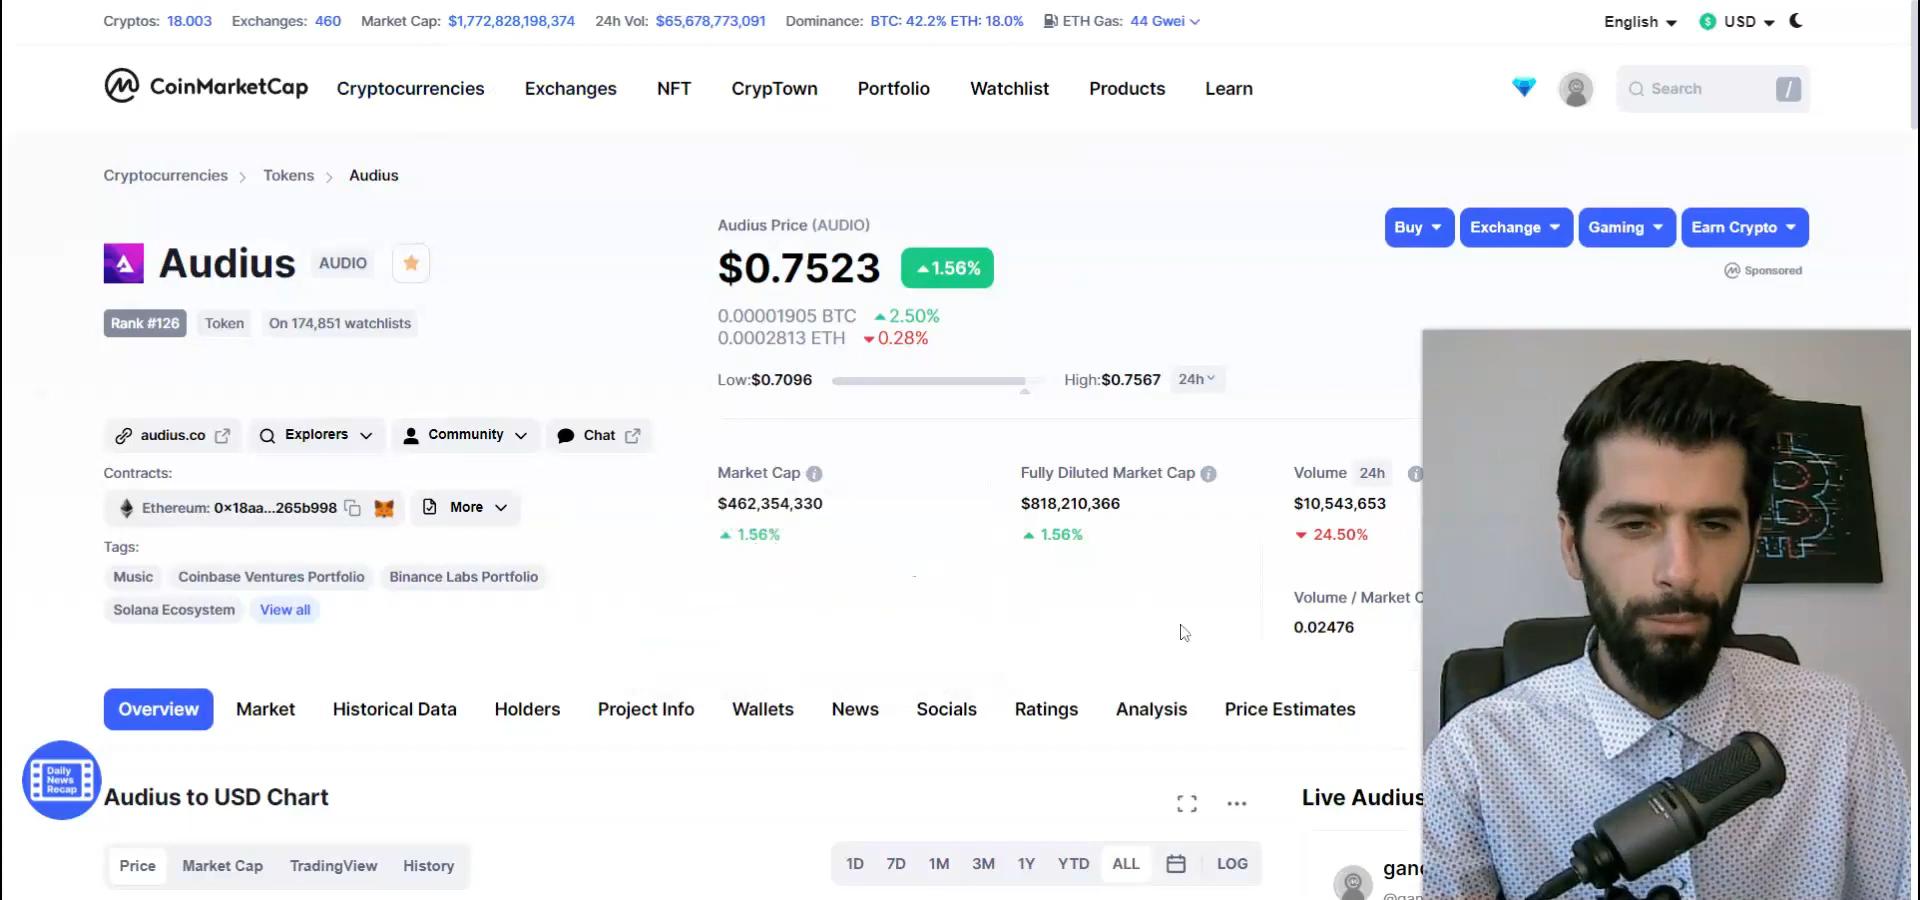 Cryptos: 18.003 Exchanges: 460 Market Cap: $1,772,828,198,374 24h Vol: $65,678,773,091 Dominance: BTC: 42.2% ETH: 18.0% ETH Gas: 44 Gwei English USD
CoinMarketCap Cryptocurrencies Exchanges NFT CrypTown Portfolio Watchlist Products Learn Search /
Cryptocurrencies Tokens Audius
Audius Price (AUDIO)
Buy Exchange Gaming Earn Crypto
Audius AUDIO $0.7523 1.56%
Sponsored
Rank #126 Token On 174,851 watchlists
0.00001905 BTC 2.50%
0.0002813 ETH 0.28%
Low:$0.7096 High:$0.7567 24h
audius.co Explorers Community Chat
Contracts:
Market Cap Fully Diluted Market Cap Volume 24h
Ethereum: 0×18aa...265b998 More
$462,354,330 $818,210,366 $10,543,653
1.56% 1.56% 24.50%
Tags:
Music Coinbase Ventures Portfolio Binance Labs Portfolio
Solana Ecosystem View all
Volume / Market C
0.02476
Overview Market Historical Data Holders Project Info Wallets News Socials Ratings Analysis Price Estimates
Daily
News
Recap
Audius to USD Chart
Live Audius
Price Market Cap TradingView History
1D 7D 1M 3M 1Y YTD ALL LOG